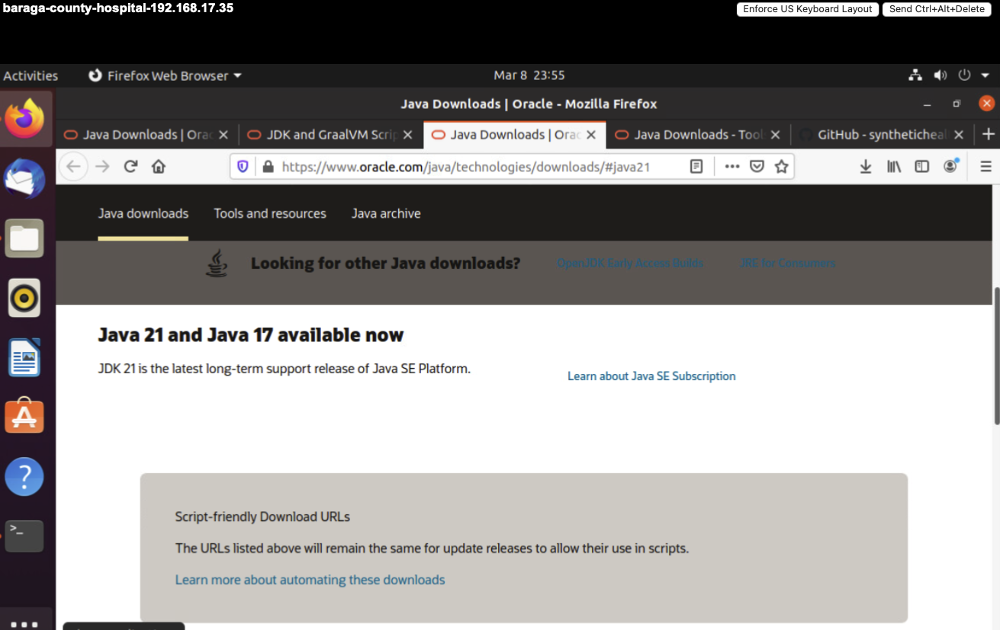 baraga-county-hospital-192.168.17.35
Enforce US Keyboard Layout
Send Ctrl+Alt+Delete
Activities
Firefox Web Browser
Mar 8 23:55
Java Downloads | Oracle - Mozilla Firefox
Java Downloads | Orac
JDK and GraalVM Scrip
Java Downloads | Orac
Java Downloads - Tool
GitHub - syntheticheal
https://www.oracle.com/java/technologies/downloads/#java21
Java downloads
Tools and resources
Java archive
Looking for other Java downloads?
OpenJDK Early Access Builds
JRE for Consumers
Java 21 and Java 17 available now
JDK 21 is the latest long-term support release of Java SE Platform.
Learn about Java SE Subscription
Script-friendly Download URLs
The URLs listed above will remain the same for update releases to allow their use in scripts.
Learn more about automating these downloads